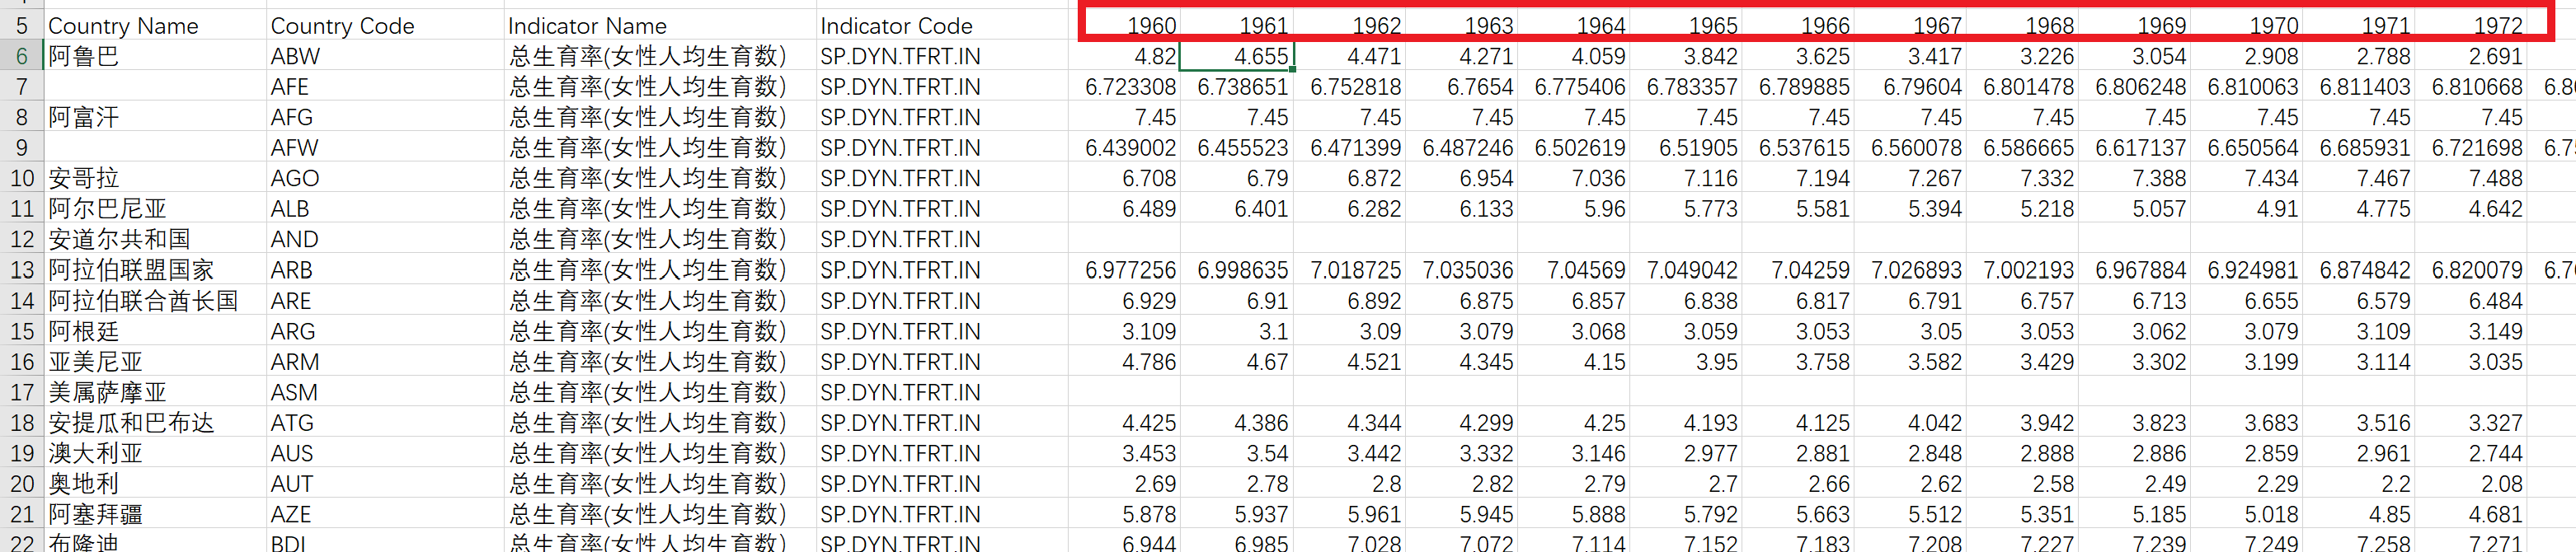 5 Country Name Country Code Indicator Name Indicator Code 1960 1961 1962 1963 1964 1965 1966 1967 1968 1969 1970 1971 1972
6 阿鲁巴 ABW 总生育率(女性人均生育数) SP.DYN.TFRT.IN 4.82 4.655 4.471 4.271 4.059 3.842 3.625 3.417 3.226 3.054 2.908 2.788 2.691
7 AFE 总生育率(女性人均生育数) SP.DYN.TFRT.IN 6.723308 6.738651 6.752818 6.7654 6.775406 6.783357 6.789885 6.79604 6.801478 6.806248 6.810063 6.811403 6.810668
8 阿富汗 AFG 总生育率(女性人均生育数) SP.DYN.TFRT.IN 7.45 7.45 7.45 7.45 7.45 7.45 7.45 7.45 7.45 7.45 7.45 7.45 7.45
9 AFW 总生育率(女性人均生育数) SP.DYN.TFRT.IN 6.439002 6.455523 6.471399 6.487246 6.502619 6.51905 6.537615 6.560078 6.586665 6.617137 6.650564 6.685931 6.721698
10 安哥拉 AGO 总生育率(女性人均生育数) SP.DYN.TFRT.IN 6.708 6.79 6.872 6.954 7.036 7.116 7.194 7.267 7.332 7.388 7.434 7.467 7.488
11 阿尔巴尼亚 ALB 总生育率(女性人均生育数) SP.DYN.TFRT.IN 6.489 6.401 6.282 6.133 5.96 5.773 5.581 5.394 5.218 5.057 4.91 4.775 4.642
12 安道尔共和国 AND 总生育率(女性人均生育数) SP.DYN.TFRT.IN
13 阿拉伯联盟国家 ARB 总生育率(女性人均生育数) SP.DYN.TFRT.IN 6.977256 6.998635 7.018725 7.035036 7.04569 7.049042 7.04259 7.026893 7.002193 6.967884 6.924981 6.874842 6.820079
14 阿拉伯联合酋长国 ARE 总生育率(女性人均生育数) SP.DYN.TFRT.IN 6.929 6.91 6.892 6.875 6.857 6.838 6.817 6.791 6.757 6.713 6.655 6.579 6.484
15 阿根廷 ARG 总生育率(女性人均生育数) SP.DYN.TFRT.IN 3.109 3.1 3.09 3.079 3.068 3.059 3.053 3.05 3.053 3.062 3.079 3.109 3.149
16 亚美尼亚 ARM 总生育率(女性人均生育数) SP.DYN.TFRT.IN 4.786 4.67 4.521 4.345 4.15 3.95 3.758 3.582 3.429 3.302 3.199 3.114 3.035
17 美属萨摩亚 ASM 总生育率(女性人均生育数) SP.DYN.TFRT.IN
18 安提瓜和巴布达 ATG 总生育率(女性人均生育数) SP.DYN.TFRT.IN 4.425 4.386 4.344 4.299 4.25 4.193 4.125 4.042 3.942 3.823 3.683 3.516 3.327
19 澳大利亚 AUS 总生育率(女性人均生育数) SP.DYN.TFRT.IN 3.453 3.54 3.442 3.332 3.146 2.977 2.881 2.848 2.888 2.886 2.859 2.961 2.744
20 奥地利 AUT 总生育率(女性人均生育数) SP.DYN.TFRT.IN 2.69 2.78 2.8 2.82 2.79 2.7 2.66 2.62 2.58 2.49 2.29 2.2 2.08
21 阿塞拜疆 AZE 总生育率(女性人均生育数) SP.DYN.TFRT.IN 5.878 5.937 5.961 5.945 5.888 5.792 5.663 5.512 5.351 5.185 5.018 4.85 4.681
22 布隆迪 BDI 总生育率(女性人均生育数) SP.DYN.TFRT.IN 6.944 6.985 7.028 7.072 7.114 7.152 7.183 7.208 7.227 7.239 7.249 7.258 7.271